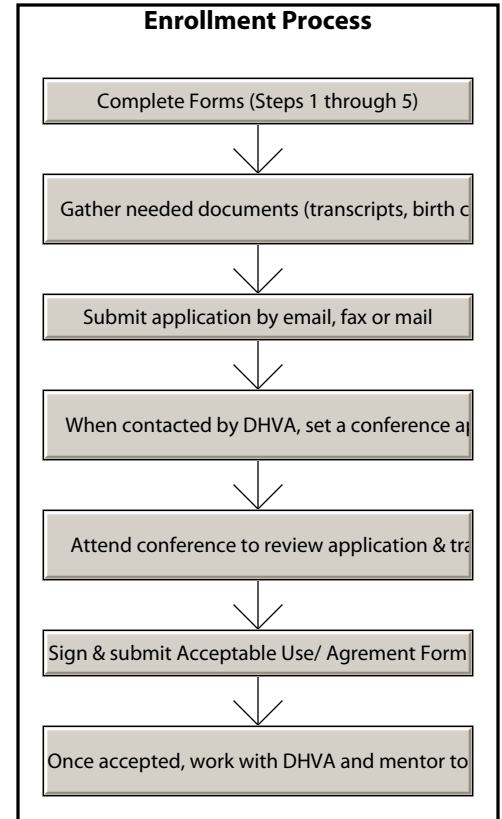 Enrollment Process
Complete Forms (Steps 1 through 5)
Gather needed documents (transcripts, birth c
Submit application by email, fax or mail
When contacted by DHVA, set a conference a
Attend conference to review application & tra
Sign & submit Acceptable Use/ Agrement Form
Once accepted, work with DHVA and mentor to